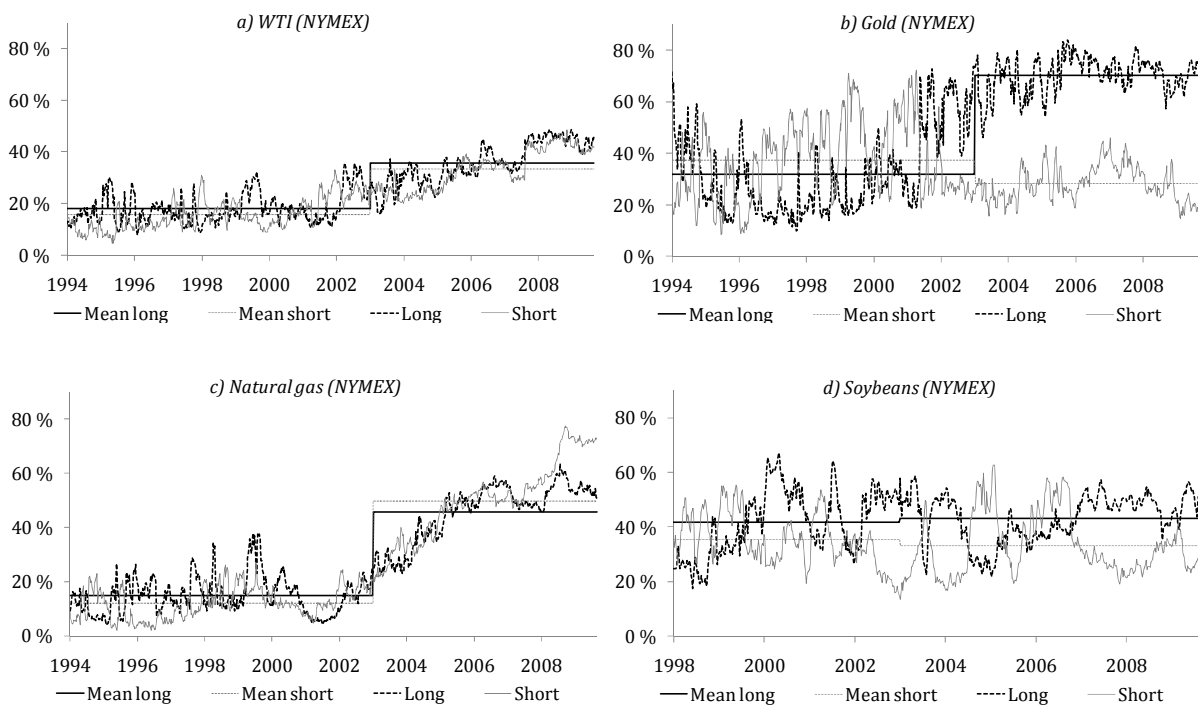 a) WTI (NYMEX)
80 %
60 %
40 %
20 %
0 %
1994 1996 1998 2000 2002 2004 2006 2008
Mean long Mean short Long Short
b) Gold (NYMEX)
80 %
60 %
40 %
20 %
0 %
1994 1996 1998 2000 2002 2004 2006 2008
Mean long Mean short Long Short
c) Natural gas (NYMEX)
80 %
60 %
40 %
20 %
0 %
1994 1996 1998 2000 2002 2004 2006 2008
Mean long Mean short Long Short
d) Soybeans (NYMEX)
80 %
60 %
40 %
20 %
0 %
1998 2000 2002 2004 2006 2008
Mean long Mean short Long Short